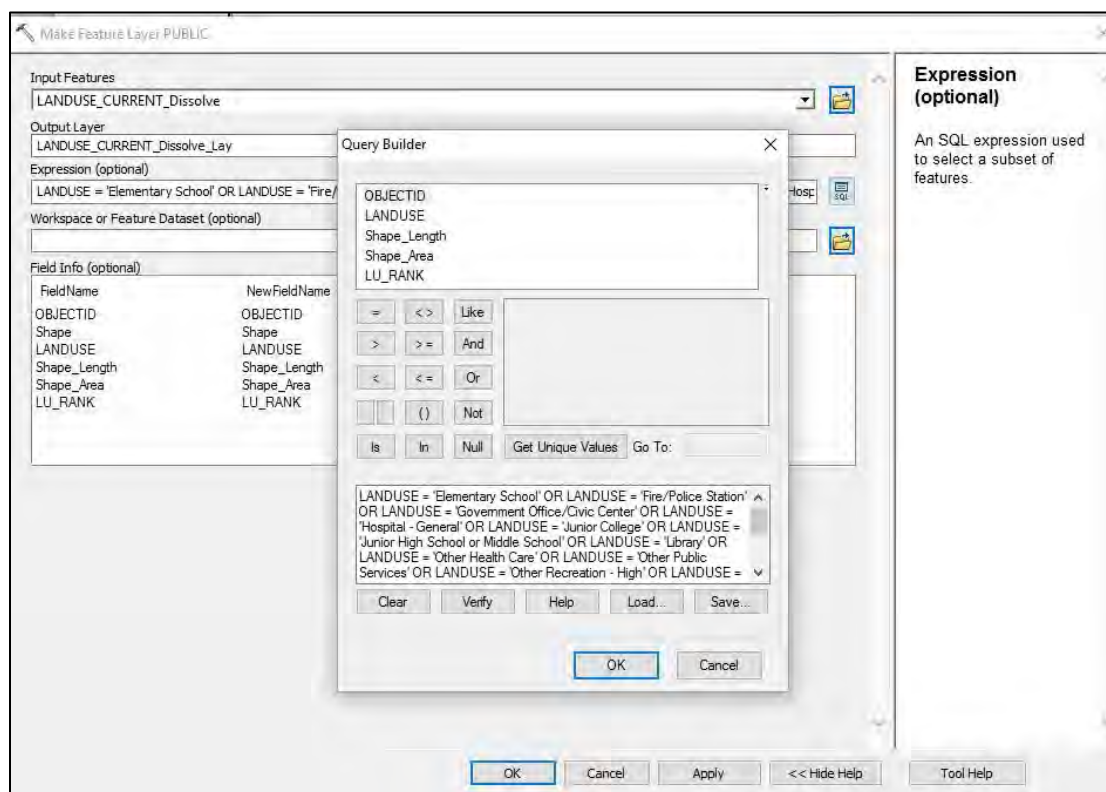 Make Feature Layer PUBLIC
Input Features
LANDUSE_CURRENT_Dissolve
Output Layer
LANDUSE_CURRENT_Dissolve_Lay
Expression (optional)
LANDUSE = 'Elementary School' OR LANDUSE = 'Fire/
Hosp
SQL
Workspace or Feature Dataset (optional)
Field Info (optional)
FieldName NewFieldName
OBJECTID OBJECTID
Shape Shape
LANDUSE LANDUSE
Shape_Length Shape_Length
Shape_Area Shape_Area
LU_RANK LU_RANK
Query Builder
OBJECTID
LANDUSE
Shape_Length
Shape_Area
LU_RANK
= <> Like
> >= And
< <= Or
() Not
Is In Null Get Unique Values Go To:
LANDUSE = 'Elementary School' OR LANDUSE = 'Fire/Police Station'
OR LANDUSE = 'Government Office/Civic Center' OR LANDUSE =
'Hospital - General' OR LANDUSE = 'Junior College' OR LANDUSE =
'Junior High School or Middle School' OR LANDUSE = 'Library' OR
LANDUSE = 'Other Health Care' OR LANDUSE = 'Other Public
Services' OR LANDUSE = 'Other Recreation - High' OR LANDUSE =
Clear Verify Help Load... Save...
OK Cancel
OK Cancel Apply << Hide Help Tool Help
Expression
(optional)
An SQL expression used
to select a subset of
features.